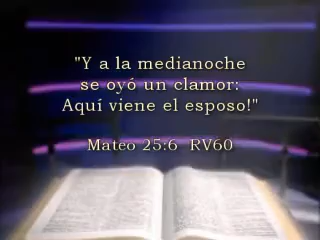 "Y a la medianoche
se oyó un clamor:
Aquí viene el esposo!"
Mateo 25:6 RV60